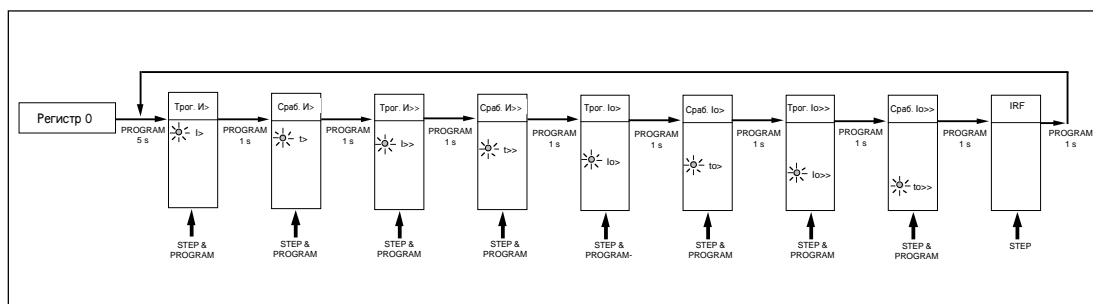 Регистр 0
PROGRAM
5 s
Трог. И>
I>
PROGRAM
1 s
Сраб. И>
t>
PROGRAM
1 s
Трог. И>>
I>>
PROGRAM
1 s
Сраб. И>>
t>>
PROGRAM
1 s
Трог. Io>
Io>
PROGRAM
1 s
Сраб. Io>
to>
PROGRAM
1 s
Трог. Io>>
Io>>
PROGRAM
1 s
Сраб. Io>>
to>>
PROGRAM
1 s
IRF
PROGRAM
1 s
STEP &
PROGRAM
STEP &
PROGRAM
STEP &
PROGRAM
STEP &
PROGRAM
STEP &
PROGRAM-
STEP &
PROGRAM
STEP &
PROGRAM
STEP &
PROGRAM
STEP